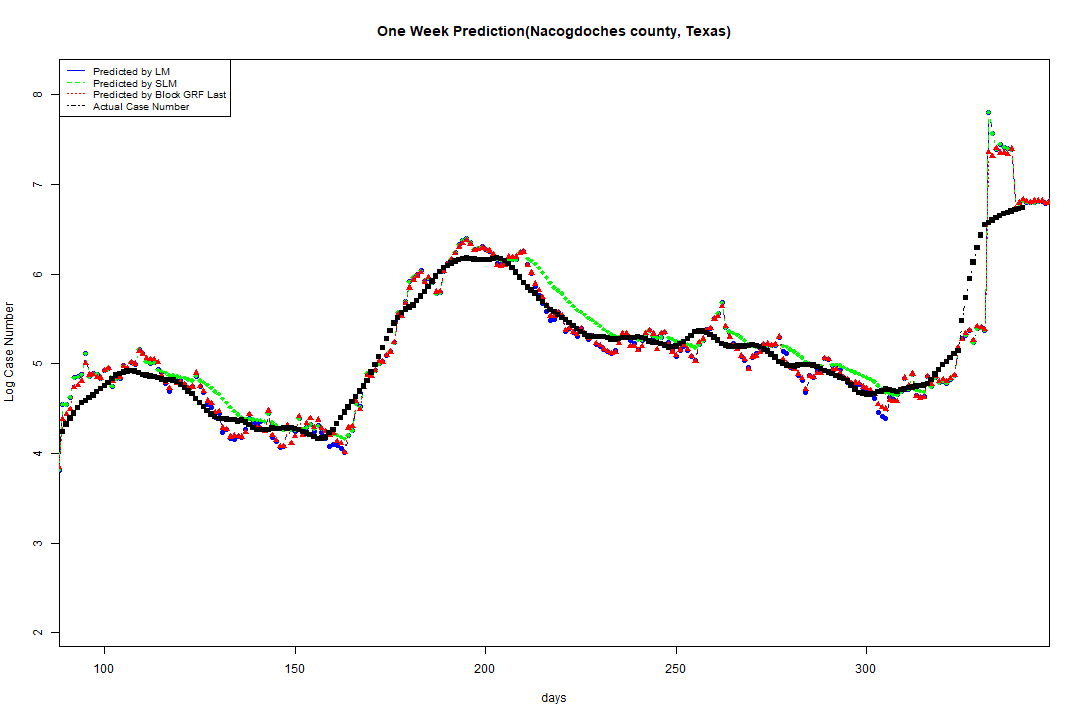 One Week Prediction(Nacogdoches county, Texas)
Predicted by LM
Predicted by SLM
Predicted by Block GRF Last
Actual Case Number
8
7
6
5
4
3
2
Log Case Number
100 150 200 250 300
days